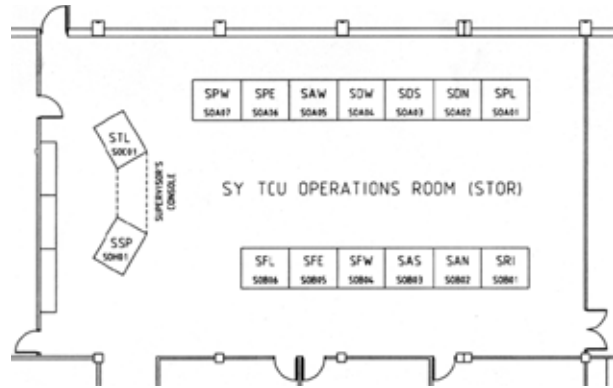 SPW SPE SAW SDW SDS SDN SPL
SOA07 SOA06 SOA05 SOA04 SOA03 SOA02 SOA01
STL
SOC01
SUPERVISOR'S
CONSOLE
SY TCU OPERATIONS ROOM (STOR)
SSP
SOH01
SFL SFE SFW SAS SAN SRI
SOB06 SOB05 SOB04 SOB03 SOB02 SOB01